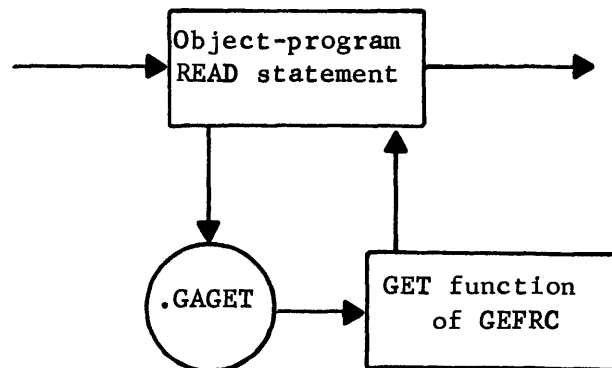 Object-program
READ statement
.GAGET
GET function
of GEFRC